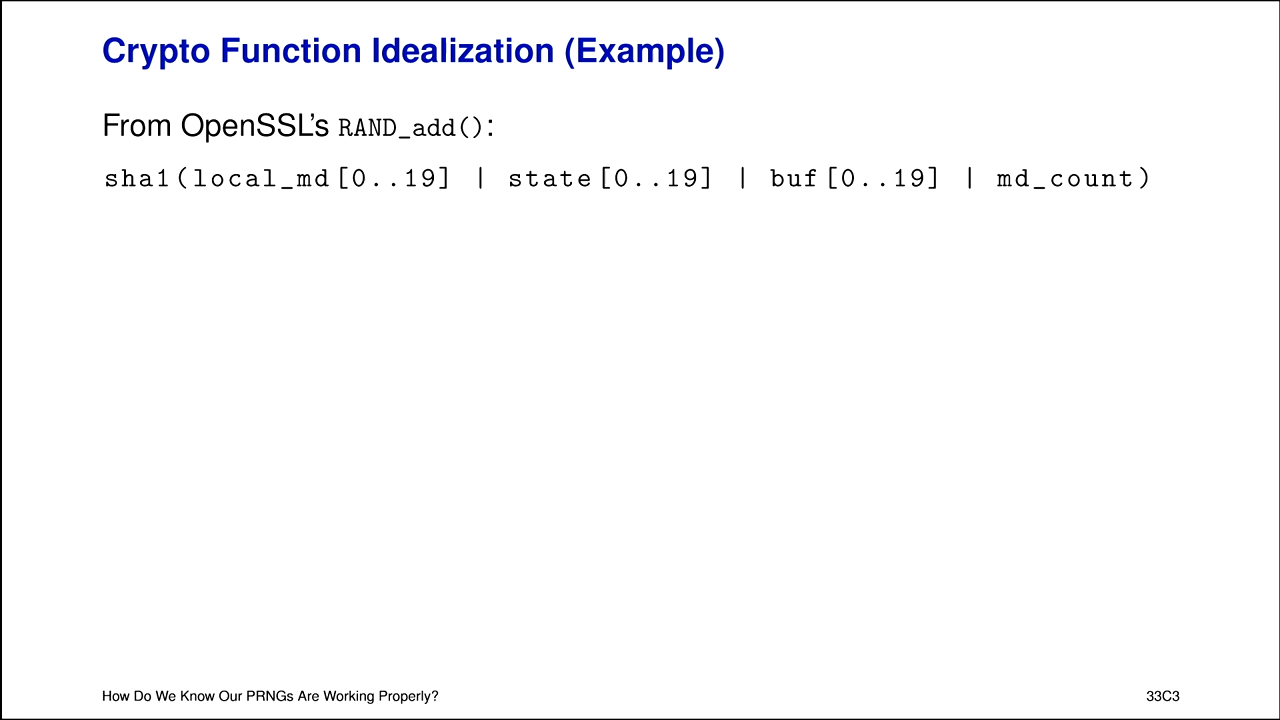 Crypto Function Idealization (Example)
From OpenSSL's RAND_add():
sha1(local_md[0..19] | state[0..19] | buf[0..19] | md_count)
How Do We Know Our PRNGs Are Working Properly?
33C3